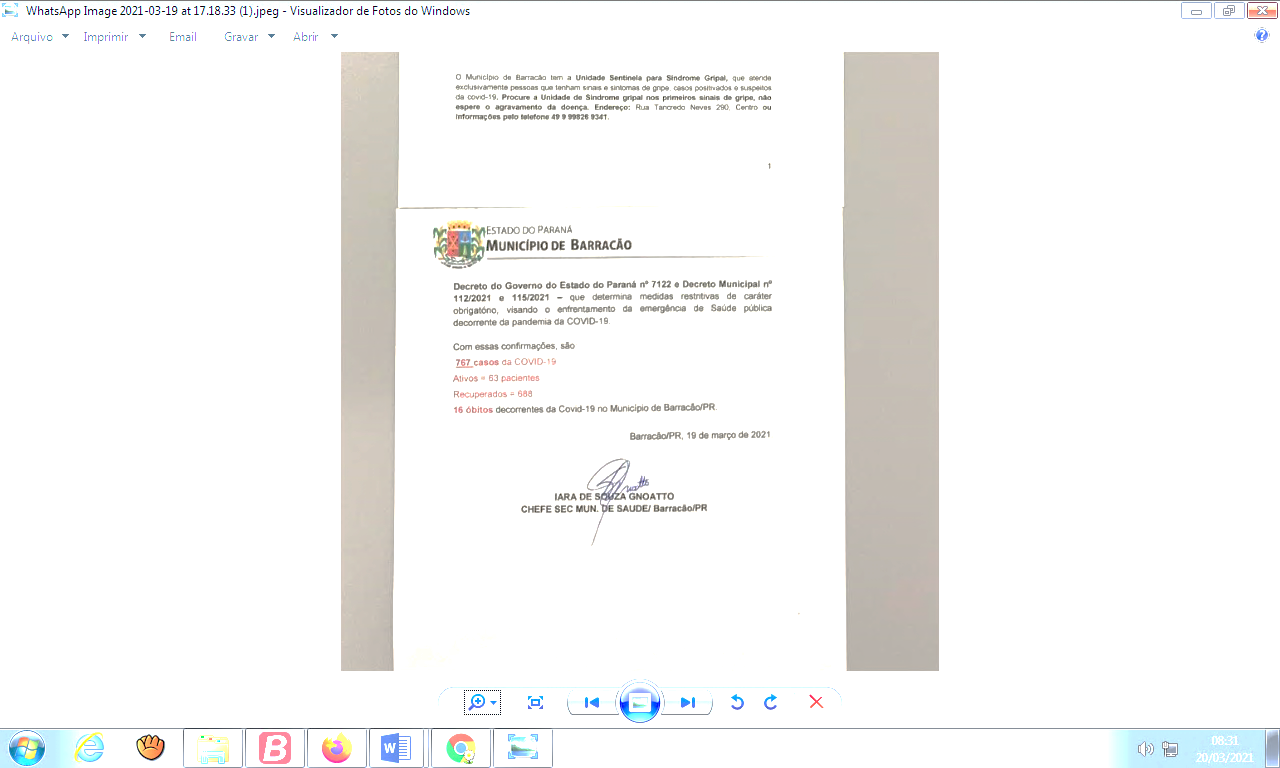 WhatsApp Image 2021-03-19 at 17.18.33 (1).jpeg - Visualizador de Fotos do Windows
Arquivo Imprimir Email Gravar Abrir
O Município de Barracão tem a Unidade Sentinela para Síndrome Gripal, que atende
exclusivamente pessoas que tenham sinais e sintomas de gripe, casos positivados e suspeitos
da covid-19. Procure a Unidade de Síndrome gripal nos primeiros sinais de gripe, não
espere o agravamento da doença. Endereço: Rua Tancredo Neves 290. Centro ou
Informações pelo telefone 49 9 99826 9341.
1
ESTADO DO PARANÁ
MUNICÍPIO DE BARRACÃO
Decreto do Governo do Estado do Paraná nº 7122 e Decreto Municipal nº
112/2021 e 115/2021 – que determina medidas restritivas de caráter
obrigatório, visando o enfrentamento da emergência de Saúde pública
decorrente da pandemia da COVID-19.
Com essas confirmações, são
767 casos da COVID-19
Ativos = 63 pacientes
Recuperados = 688
16 óbitos decorrentes da Covid-19 no Município de Barracão/PR.
Barracão/PR, 19 de março de 2021
IARA DE SOUZA GNOATTO
CHEFE SEC MUN. DE SAUDE/ Barracão/PR
08:31
20/03/2021